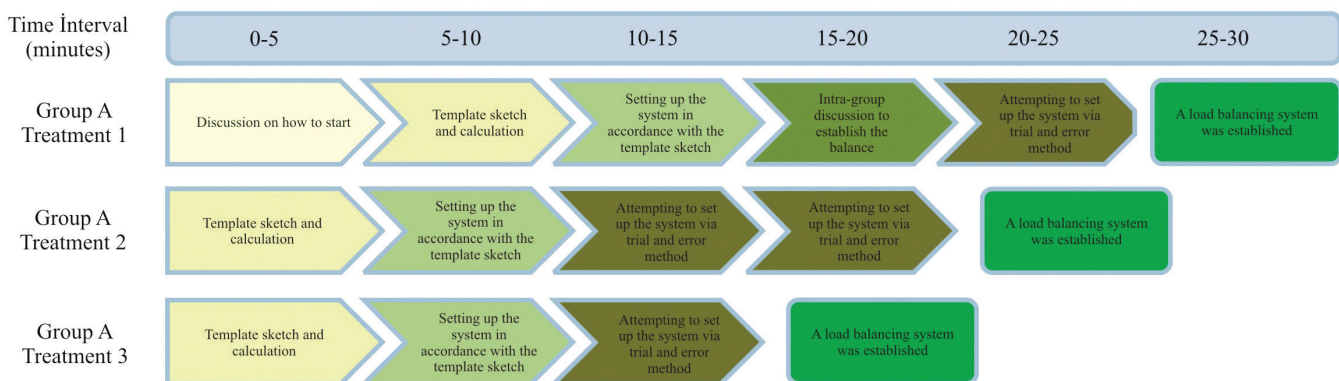 Time İnterval
(minutes)
0-5
5-10
10-15
15-20
20-25
25-30
Group A
Treatment 1
Discussion on how to start
Template sketch
and calculation
Setting up the
system in
accordance with the
template sketch
Intra-group
discussion to
establish the
balance
Attempting to set
up the system via
trial and error
method
A load balancing system
was established
Group A
Treatment 2
Template sketch and
calculation
Setting up the
system in
accordance with the
template sketch
Attempting to set
up the system via
trial and error
method
Attempting to set
up the system via
trial and error
method
A load balancing system
was established
Group A
Treatment 3
Template sketch and
calculation
Setting up the
system in
accordance with the
template sketch
Attempting to set
up the system via
trial and error
method
A load balancing system
was established